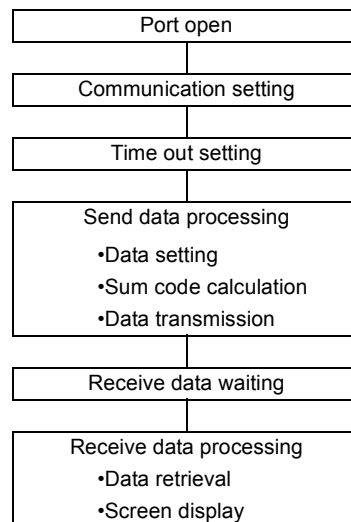 Port open
Communication setting
Time out setting
Send data processing
•Data setting
•Sum code calculation
•Data transmission
Receive data waiting
Receive data processing
•Data retrieval
•Screen display